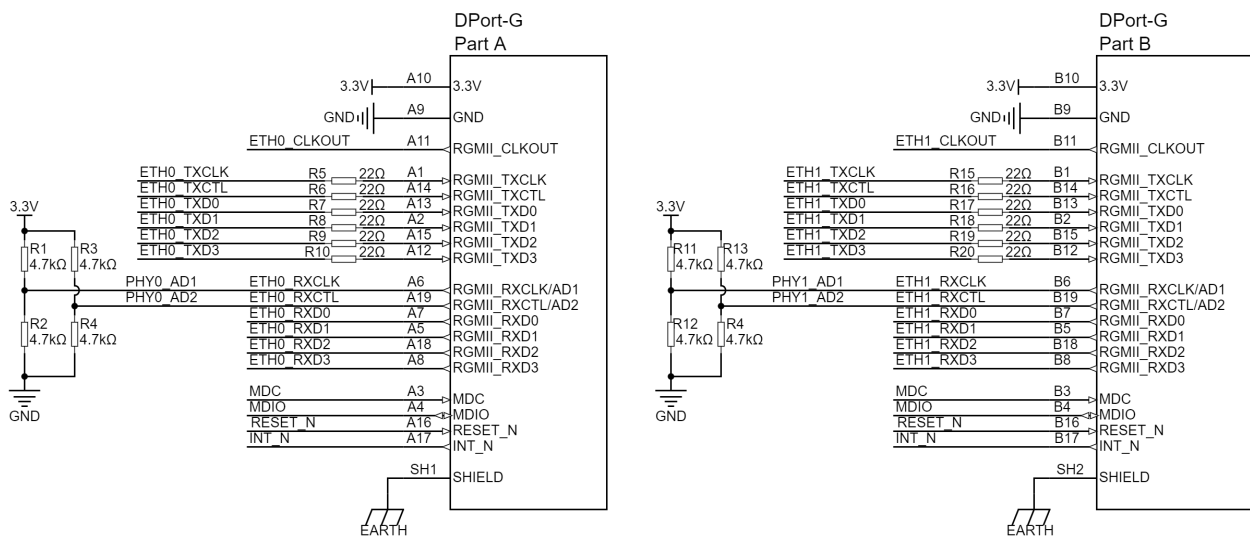 DPort-G
Part A
3.3V A10 3.3V
GND A9 GND
ETH0_CLKOUT A11 RGMII_CLKOUT
ETH0_TXCLK R5 22Ω A1 RGMII_TXCLK
ETH0_TXCTL R6 22Ω A14 RGMII_TXCTL
ETH0_TXD0 R7 22Ω A13 RGMII_TXD0
ETH0_TXD1 R8 22Ω A2 RGMII_TXD1
ETH0_TXD2 R9 22Ω A15 RGMII_TXD2
ETH0_TXD3 R10 22Ω A12 RGMII_TXD3
3.3V
R1 R3
4.7kΩ 4.7kΩ
PHY0_AD1 ETH0_RXCLK A6 RGMII_RXCLK/AD1
PHY0_AD2 ETH0_RXCTL A19 RGMII_RXCTL/AD2
ETH0_RXD0 A7 RGMII_RXD0
ETH0_RXD1 A5 RGMII_RXD1
ETH0_RXD2 A18 RGMII_RXD2
ETH0_RXD3 A8 RGMII_RXD3
R2 R4
4.7kΩ 4.7kΩ
GND
MDC A3 MDC
MDIO A4 MDIO
RESET_N A16 RESET_N
INT_N A17 INT_N
SH1 SHIELD
EARTH
DPort-G
Part B
3.3V B10 3.3V
GND B9 GND
ETH1_CLKOUT B11 RGMII_CLKOUT
ETH1_TXCLK R15 22Ω B1 RGMII_TXCLK
ETH1_TXCTL R16 22Ω B14 RGMII_TXCTL
ETH1_TXD0 R17 22Ω B13 RGMII_TXD0
ETH1_TXD1 R18 22Ω B2 RGMII_TXD1
ETH1_TXD2 R19 22Ω B15 RGMII_TXD2
ETH1_TXD3 R20 22Ω B12 RGMII_TXD3
3.3V
R11 R13
4.7kΩ 4.7kΩ
PHY1_AD1 ETH1_RXCLK B6 RGMII_RXCLK/AD1
PHY1_AD2 ETH1_RXCTL B19 RGMII_RXCTL/AD2
ETH1_RXD0 B7 RGMII_RXD0
ETH1_RXD1 B5 RGMII_RXD1
ETH1_RXD2 B18 RGMII_RXD2
ETH1_RXD3 B8 RGMII_RXD3
R12 R4
4.7kΩ 4.7kΩ
GND
MDC B3 MDC
MDIO B4 MDIO
RESET_N B16 RESET_N
INT_N B17 INT_N
SH2 SHIELD
EARTH